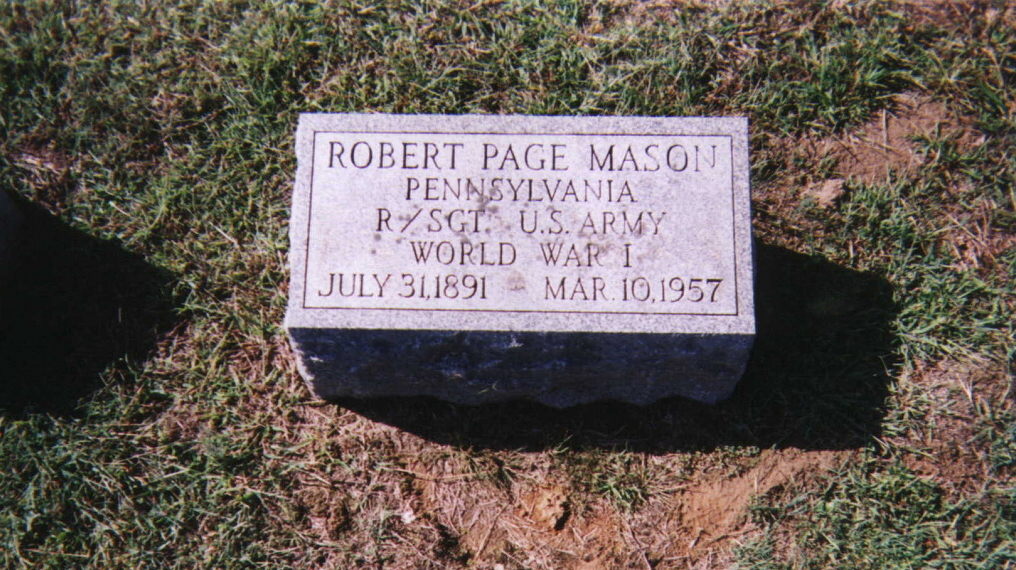 ROBERT PAGE MASON
PENNSYLVANIA
R/SGT. U.S. ARMY
WORLD WAR I
JULY 31, 1891 MAR. 10, 1957